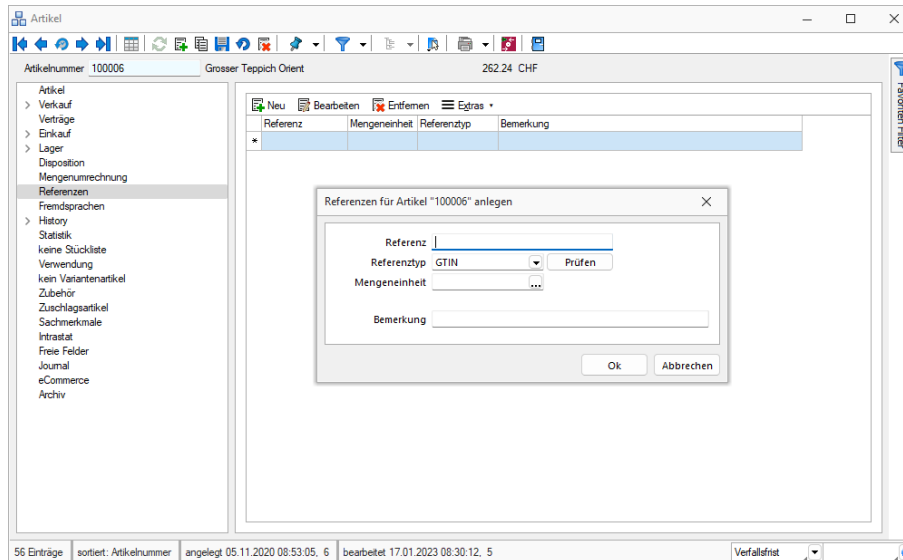 Artikel
Artikelnummer 100006 Grosser Teppich Orient 262.24 CHF
Favoriten Filter
Artikel
Verkauf
Verträge
Einkauf
Lager
Disposition
Mengenumrechnung
Referenzen
Fremdsprachen
History
Statistik
keine Stückliste
Verwendung
kein Variantenartikel
Zubehör
Zuschlagsartikel
Sachmerkmale
Intrastat
Freie Felder
Journal
eCommerce
Archiv
Neu Bearbeiten Entfernen Extras
Referenz Mengeneinheit Referenztyp Bemerkung
Referenzen für Artikel "100006" anlegen
Referenz
Referenztyp GTIN Prüfen
Mengeneinheit ...
Bemerkung
Ok Abbrechen
56 Einträge sortiert: Artikelnummer angelegt 05.11.2020 08:53:05, 6 bearbeitet 17.01.2023 08:30:12, 5 Verfallsfrist